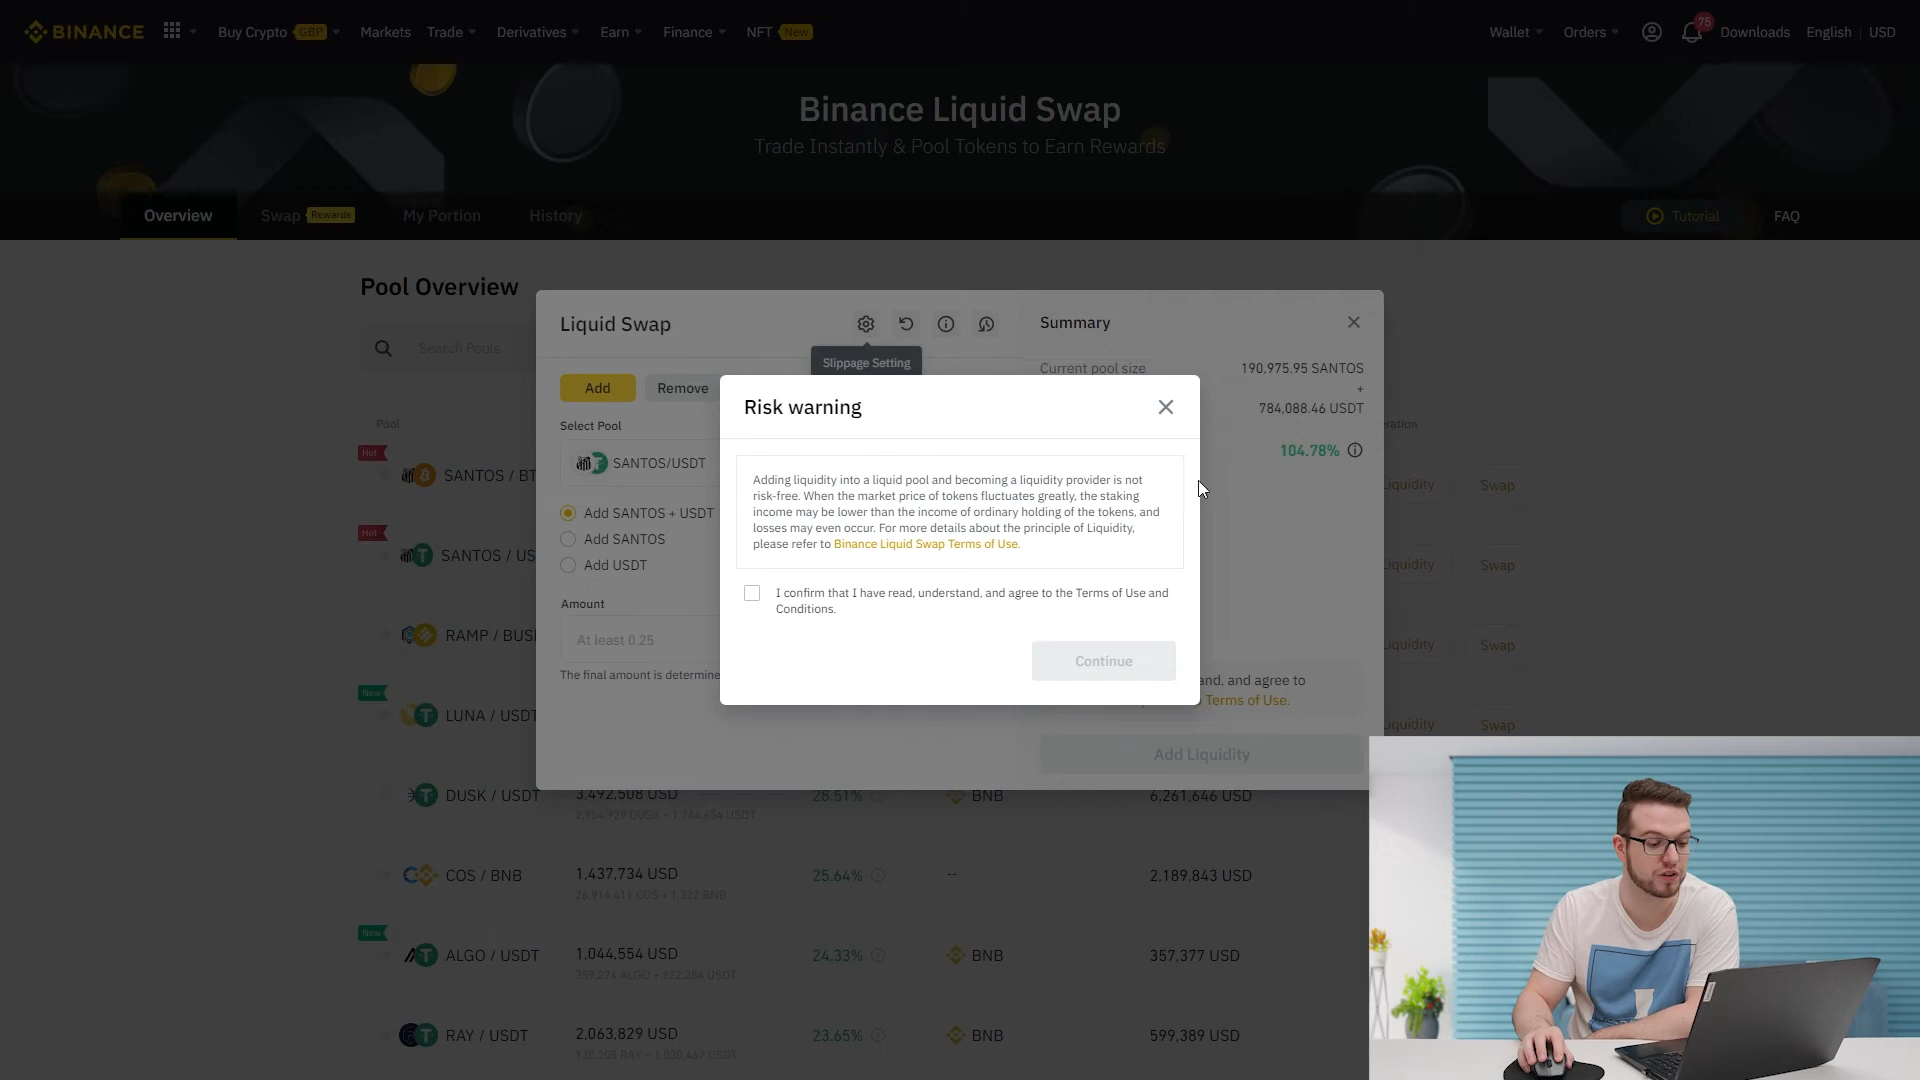 BINANCE
Buy Crypto GBP
Markets
Trade
Derivatives
Earn
Finance
NFT New
Wallet
Orders
75
Downloads
English | USD
Binance Liquid Swap
Trade Instantly & Pool Tokens to Earn Rewards
Overview
Swap Rewards
My Portion
History
Tutorial
FAQ
Pool Overview
Search Pools
Pool
Liquid Swap
Slippage Setting
Add
Remove
Select Pool
SANTOS/USDT
Add SANTOS + USDT
Add SANTOS
Add USDT
Amount
At least 0.25
The final amount is determine
Summary
Current pool size
190,975.95 SANTOS
+
784,088.46 USDT
104.78%
and, and agree to
Terms of Use.
Add Liquidity
Risk warning
Adding liquidity into a liquid pool and becoming a liquidity provider is not
risk-free. When the market price of tokens fluctuates greatly, the staking
income may be lower than the income of ordinary holding of the tokens, and
losses may even occur. For more details about the principle of Liquidity,
please refer to Binance Liquid Swap Terms of Use.
I confirm that I have read, understand, and agree to the Terms of Use and
Conditions.
Continue
Hot
SANTOS / BT
iquidity Swap
Hot
SANTOS / US
iquidity Swap
RAMP / BUS
iquidity Swap
New
LUNA / USDT
iquidity Swap
DUSK / USDT 3,492,508 USD 28.51% BNB 6,261,646 USD
COS / BNB 1,437,734 USD 25.64% -- 2,189,843 USD
26,916,411 COS + 1,322 BNB
New
ALGO / USDT 1,044,554 USD 24.33% BNB 357,377 USD
RAY / USDT 2,063,829 USD 23.65% BNB 599,389 USD